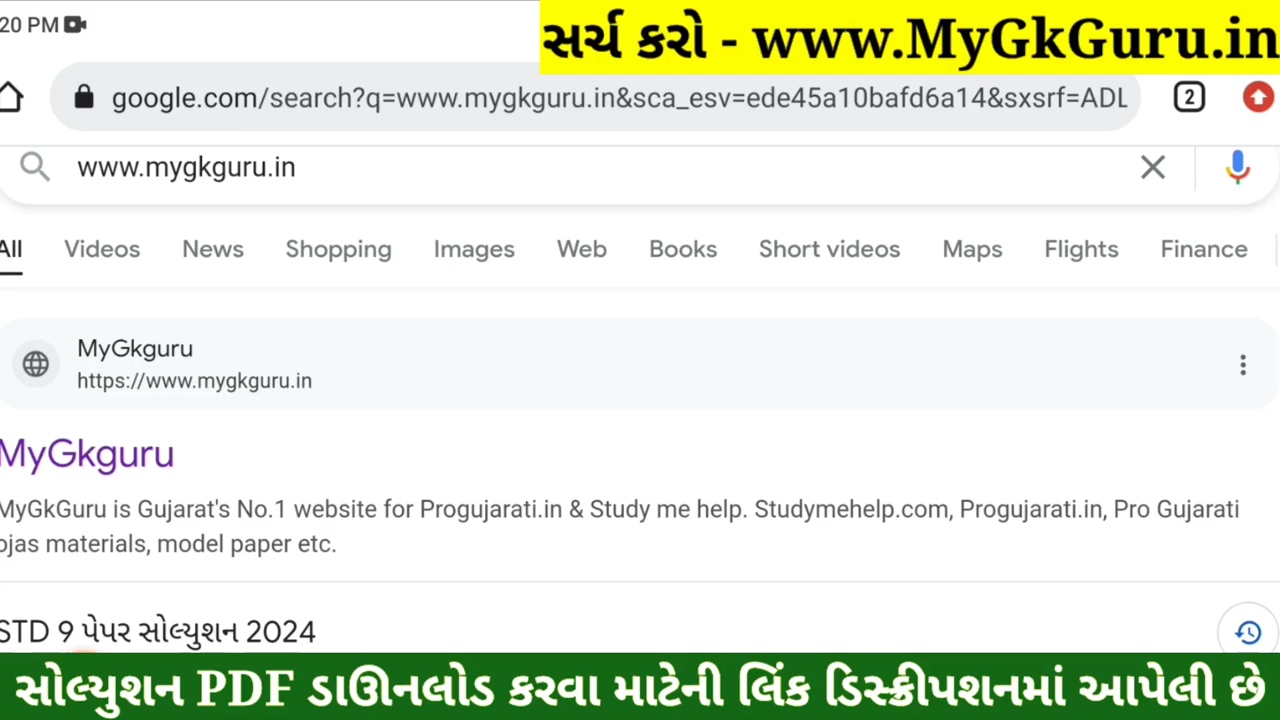 20 PM
સર્ચ કરો - www.MyGkGuru.in
google.com/search?q=www.mygkguru.in&sca_esv=ede45a10bafd6a14&sxsrf=ADL
2
www.mygkguru.in
All Videos News Shopping Images Web Books Short videos Maps Flights Finance
MyGkguru
https://www.mygkguru.in
MyGkguru
MyGkGuru is Gujarat's No.1 website for Progujarati.in & Study me help. Studymehelp.com, Progujarati.in, Pro Gujarati
ojas materials, model paper etc.
STD 9 પેપર સોલ્યુશન 2024
સોલ્યુશન PDF ડાઊનલોડ કરવા માટેની લિંક ડિસ્ક્રીપશનમાં આપેલી છે